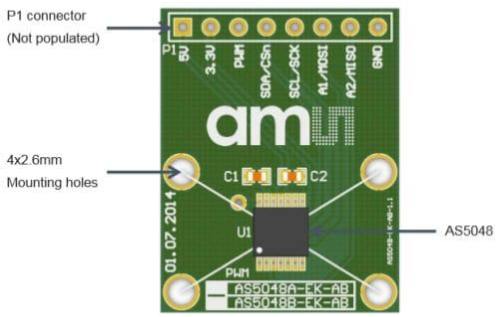 P1 connector
(Not populated)
P1
5V
3.3V
PWM
SDA/CSn
SCL/SCK
A1/MOSI
A2/MISO
GND
am
4x2.6mm
Mounting holes
C1
C2
01.07.2014
U1
AS5048
AS5048-EK-AB-1.1
PWM
AS5048A-EK-AB
AS5048B-EK-AB